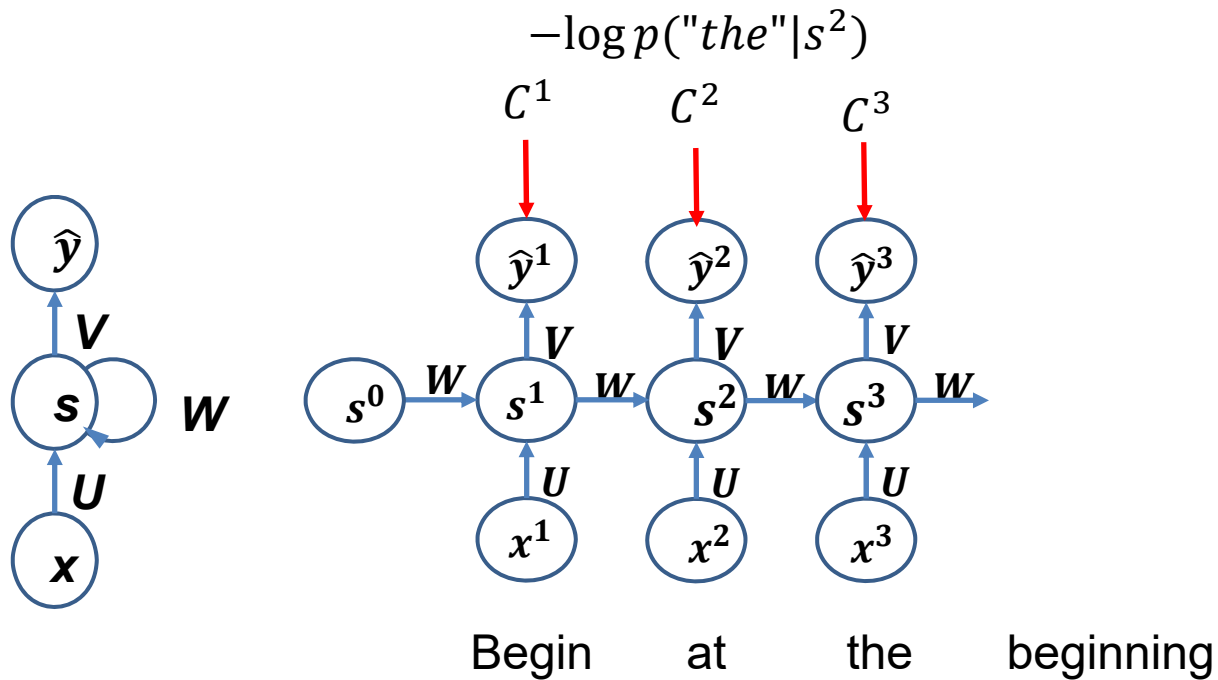 −log p("the"|s²)
C¹ C² C³
ŷ ŷ¹ ŷ² ŷ³
V V V V
s W s⁰ W s¹ W s² W s³ W
U U U U
x x¹ x² x³
Begin at the beginning